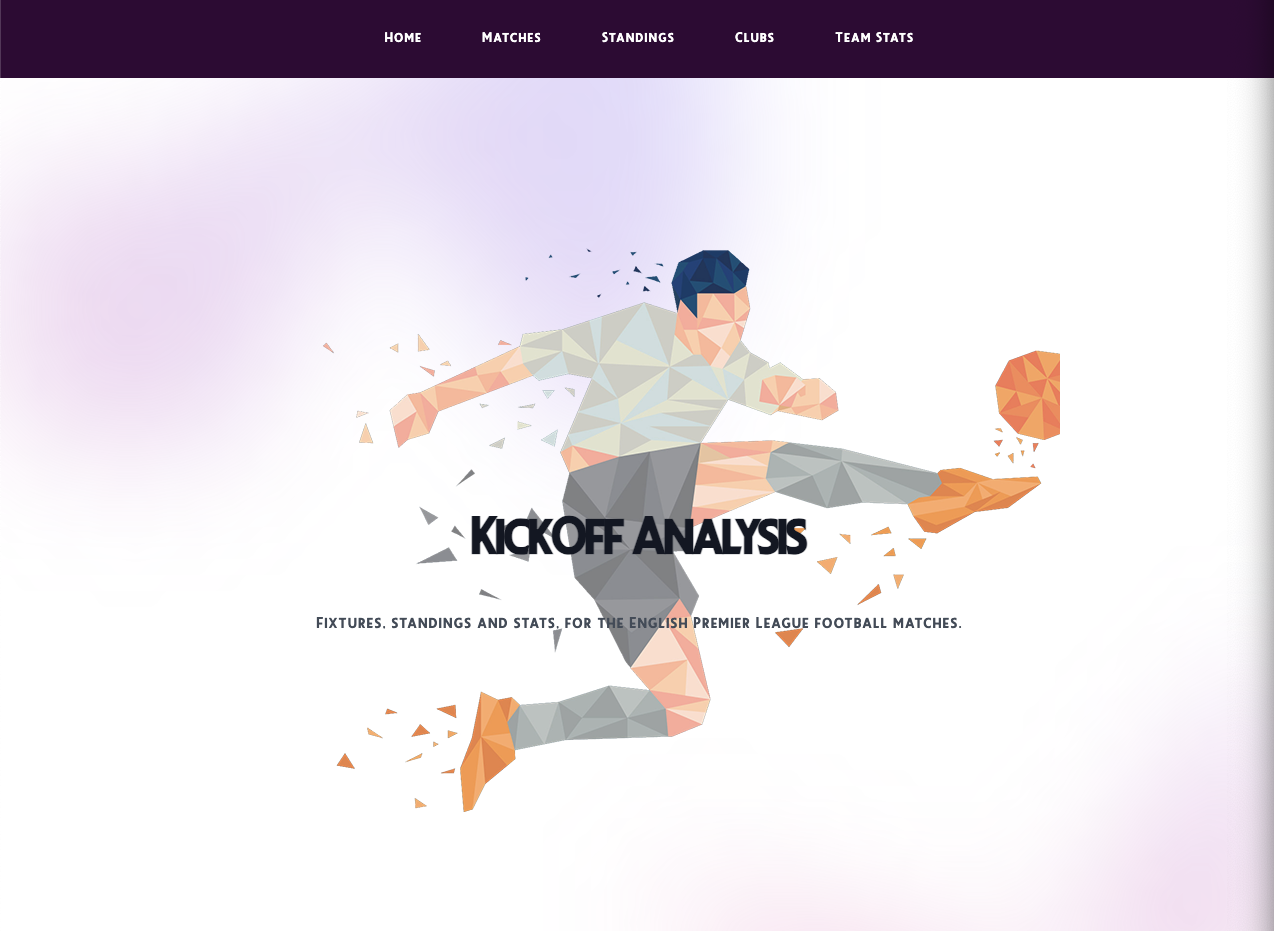 Home Matches Standings Clubs Team Stats
Kickoff Analysis
Fixtures, standings and stats, for the English Premier League football matches.